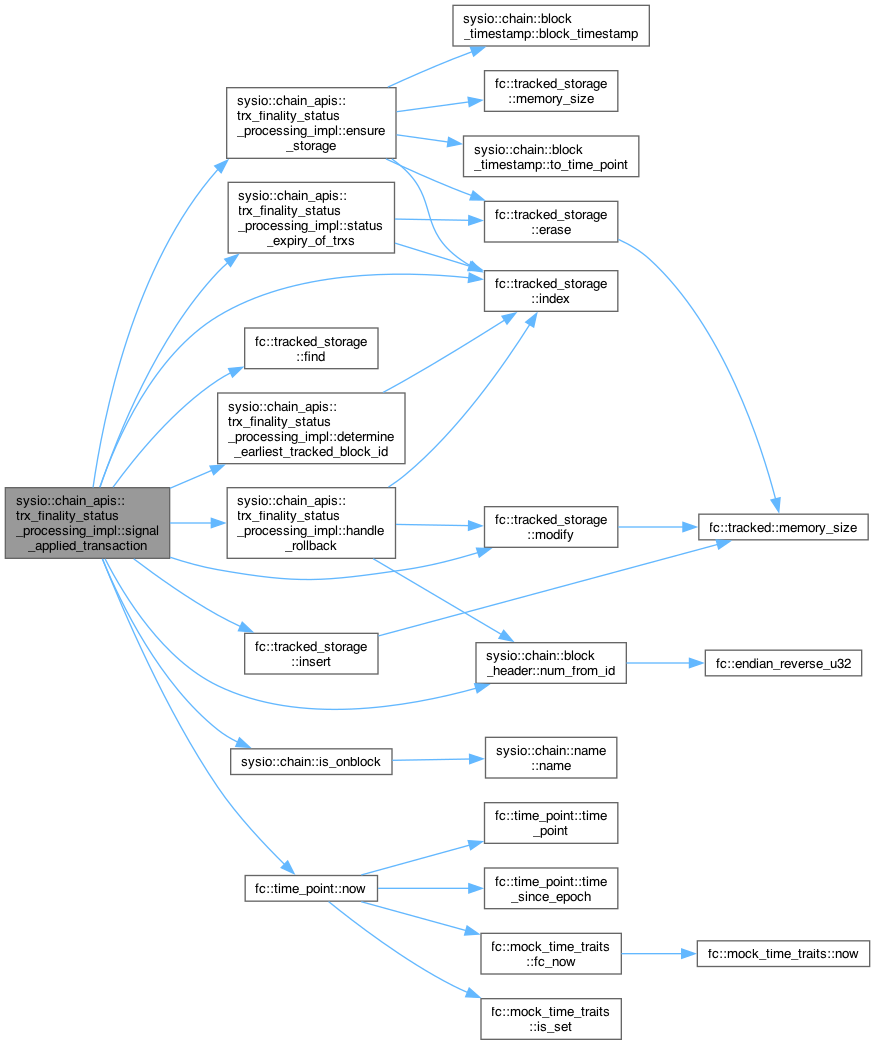 sysio::chain::block
_timestamp::block_timestamp
sysio::chain_apis::
trx_finality_status
_processing_impl::ensure
_storage
fc::tracked_storage
::memory_size
sysio::chain::block
_timestamp::to_time_point
sysio::chain_apis::
trx_finality_status
_processing_impl::status
_expiry_of_trxs
fc::tracked_storage
::erase
fc::tracked_storage
::index
fc::tracked_storage
::find
sysio::chain_apis::
trx_finality_status
_processing_impl::determine
_earliest_tracked_block_id
sysio::chain_apis::
trx_finality_status
_processing_impl::signal
_applied_transaction
sysio::chain_apis::
trx_finality_status
_processing_impl::handle
_rollback
fc::tracked_storage
::modify
fc::tracked::memory_size
fc::tracked_storage
::insert
sysio::chain::block
_header::num_from_id
fc::endian_reverse_u32
sysio::chain::is_onblock
sysio::chain::name
::name
fc::time_point::time
_point
fc::time_point::now
fc::time_point::time
_since_epoch
fc::mock_time_traits
::fc_now
fc::mock_time_traits::now
fc::mock_time_traits
::is_set